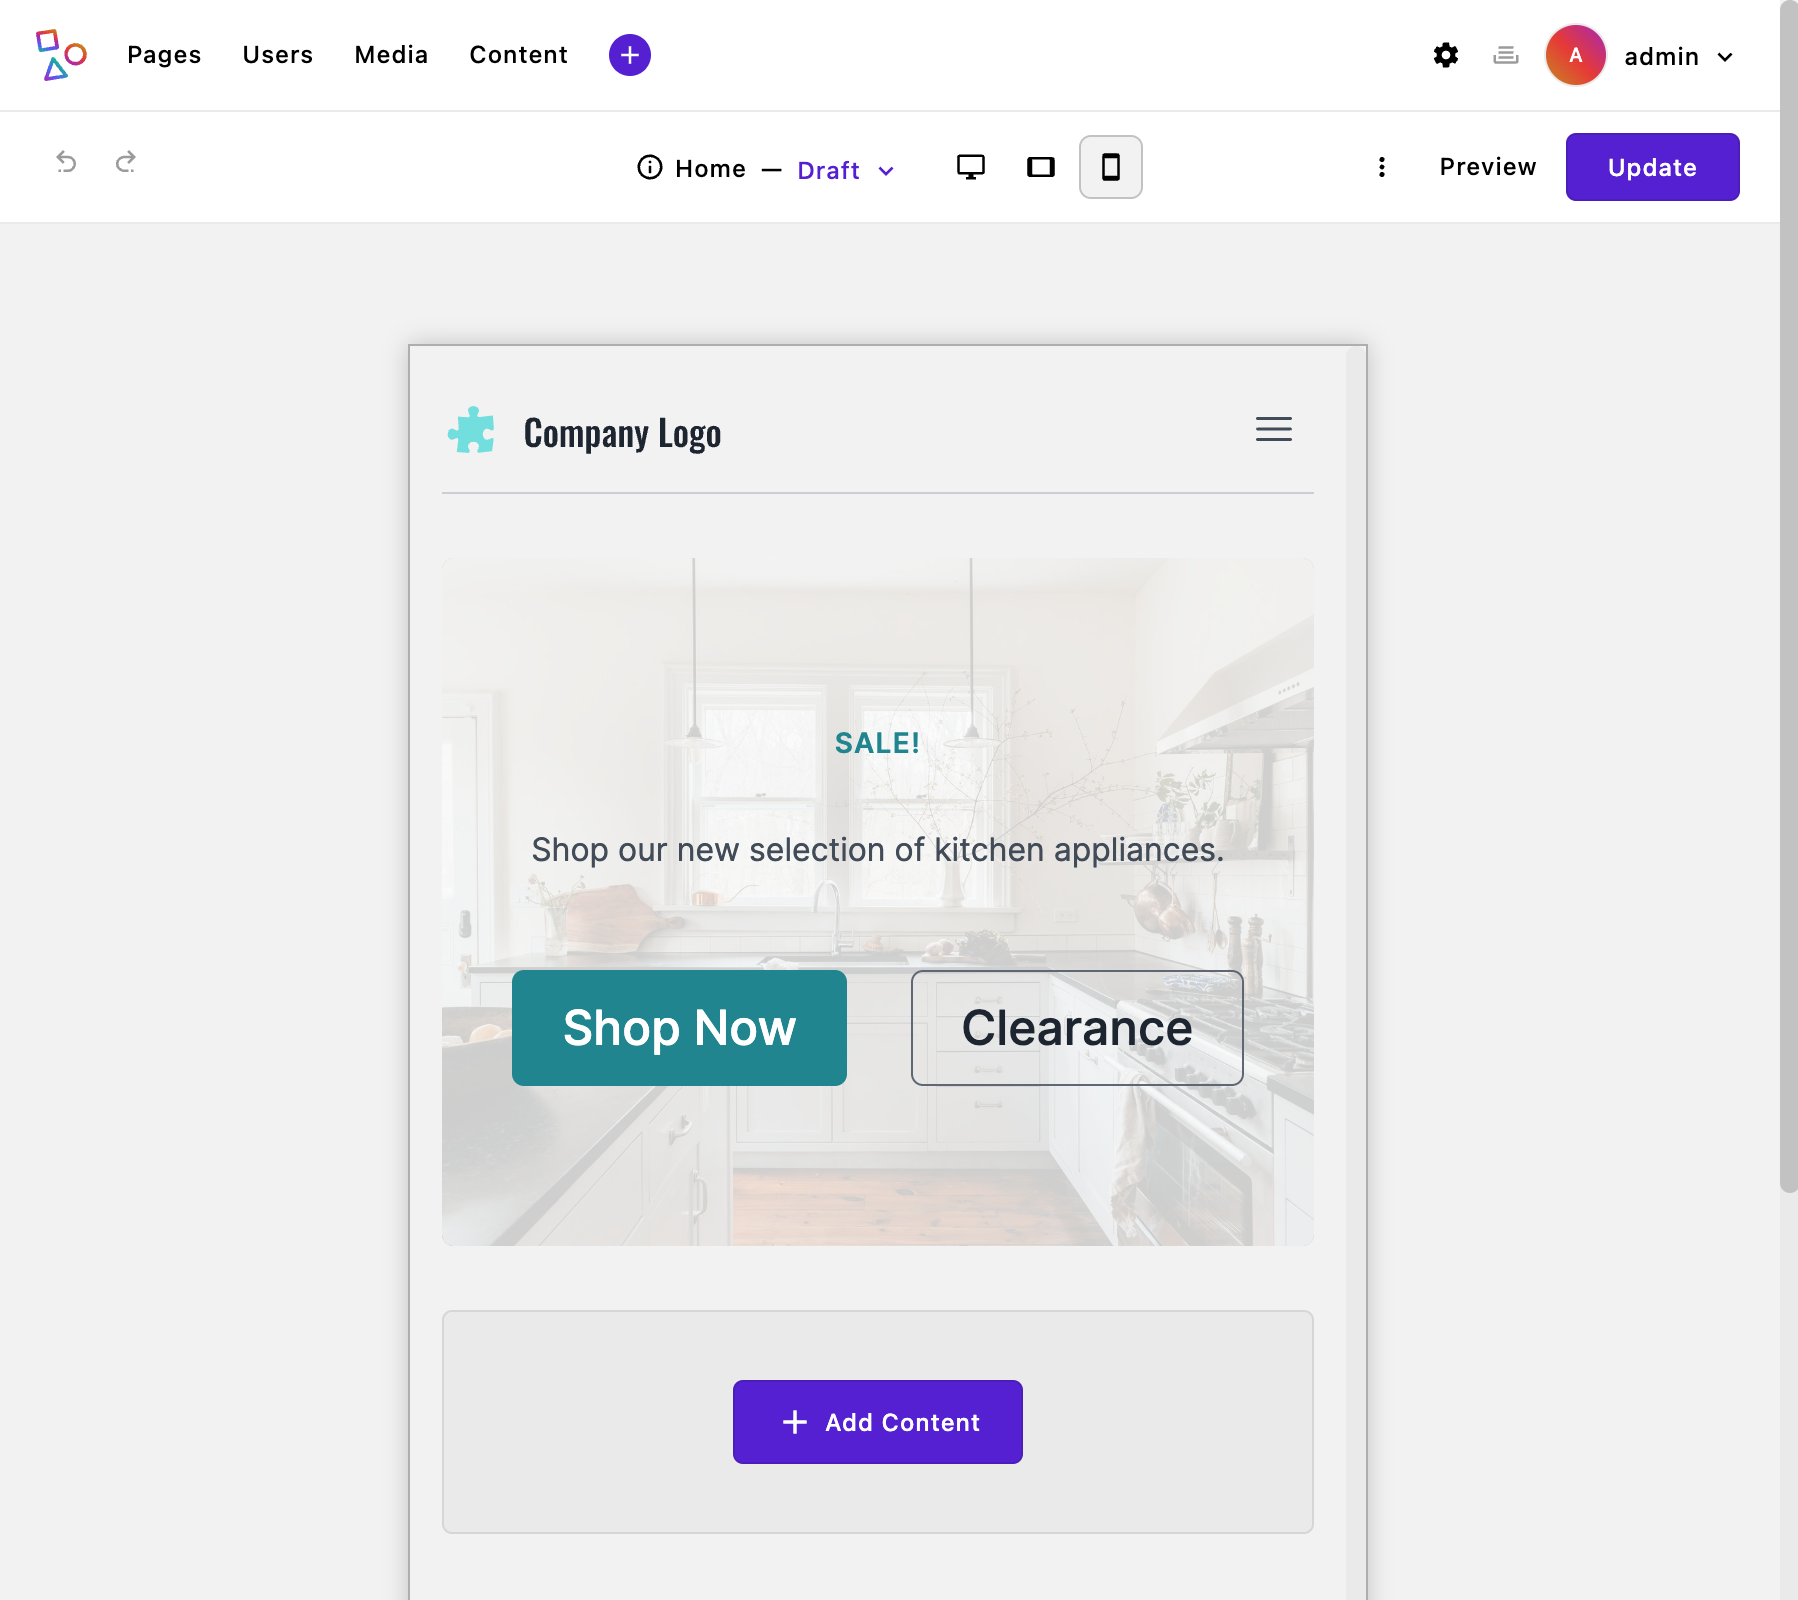 Pages Users Media Content
A admin
Home — Draft
Preview Update
Company Logo
SALE!
Shop our new selection of kitchen appliances.
Shop Now Clearance
Add Content